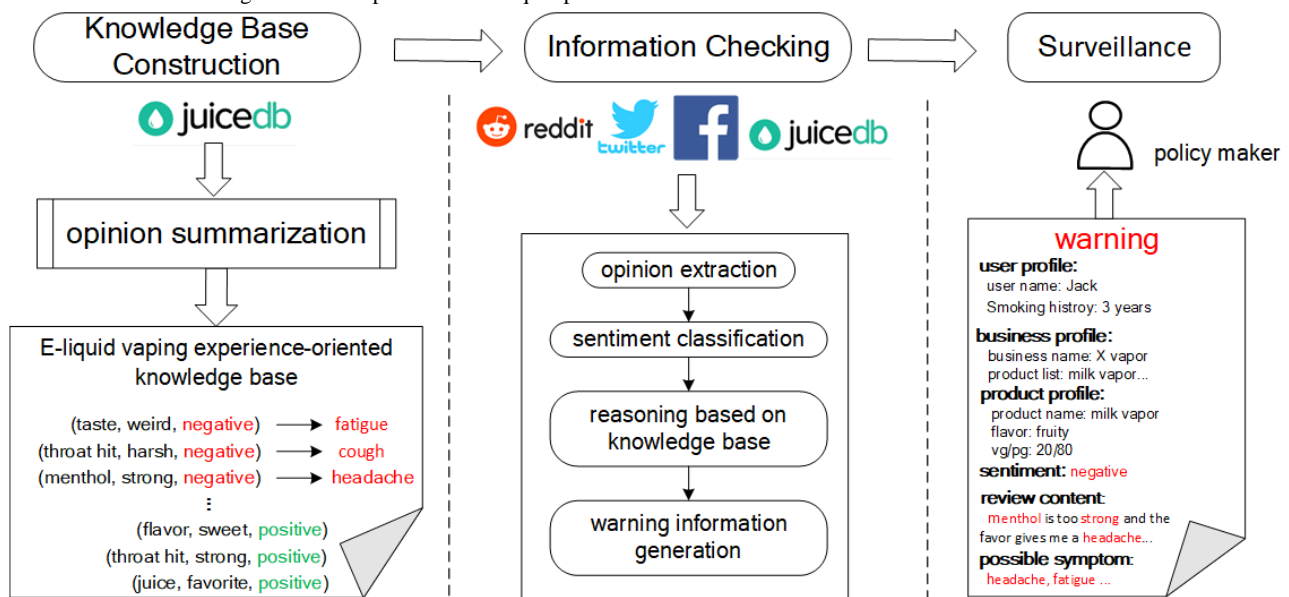 Knowledge Base
Construction
Information Checking
Surveillance
juicedb
reddit
twitter
f
juicedb
policy maker
opinion summarization
E-liquid vaping experience-oriented
knowledge base
(taste, weird, negative) fatigue
(throat hit, harsh, negative) cough
(menthol, strong, negative) headache
(flavor, sweet, positive)
(throat hit, strong, positive)
(juice, favorite, positive)
opinion extraction
sentiment classification
reasoning based on
knowledge base
warning information
generation
warning
user profile:
user name: Jack
Smoking histroy: 3 years
business profile:
business name: X vapor
product list: milk vapor...
product profile:
product name: milk vapor
flavor: fruity
vg/pg: 20/80
sentiment: negative
review content:
menthol is too strong and the
favor gives me a headache...
possible symptom:
headache, fatigue ...